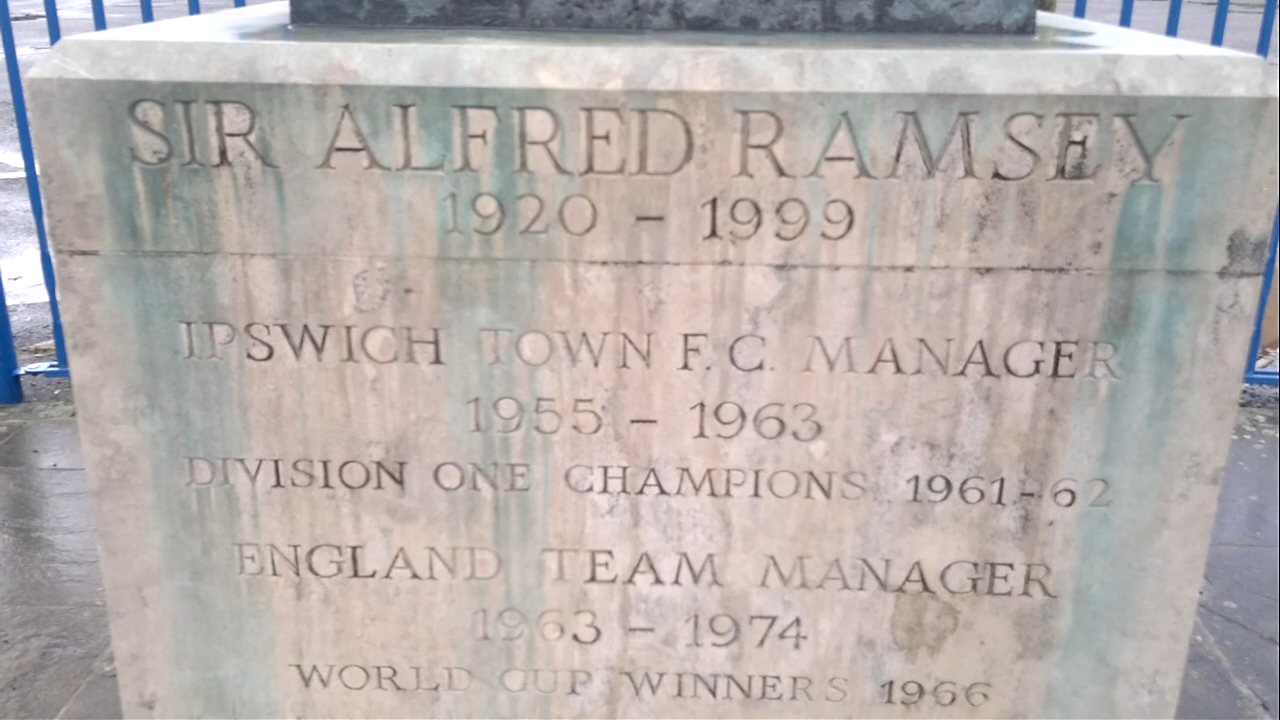 SIR ALFRED RAMSEY
1920 - 1999
IPSWICH TOWN F.C. MANAGER
1955 - 1963
DIVISION ONE CHAMPIONS 1961-62
ENGLAND TEAM MANAGER
1963 - 1974
WORLD CUP WINNERS 1966